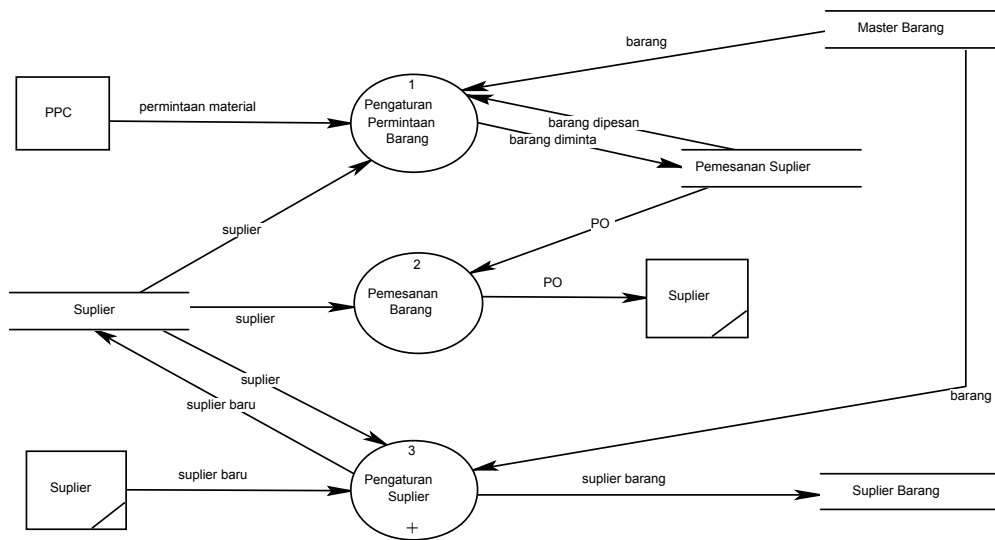 Master Barang
barang
1
Pengaturan
Permintaan
Barang
PPC
permintaan material
barang dipesan
barang diminta
Pemesanan Suplier
suplier
PO
2
Pemesanan
Barang
PO
Suplier
Suplier
suplier
suplier
suplier baru
barang
3
Pengaturan
Suplier
+
Suplier
suplier baru
suplier barang
Suplier Barang